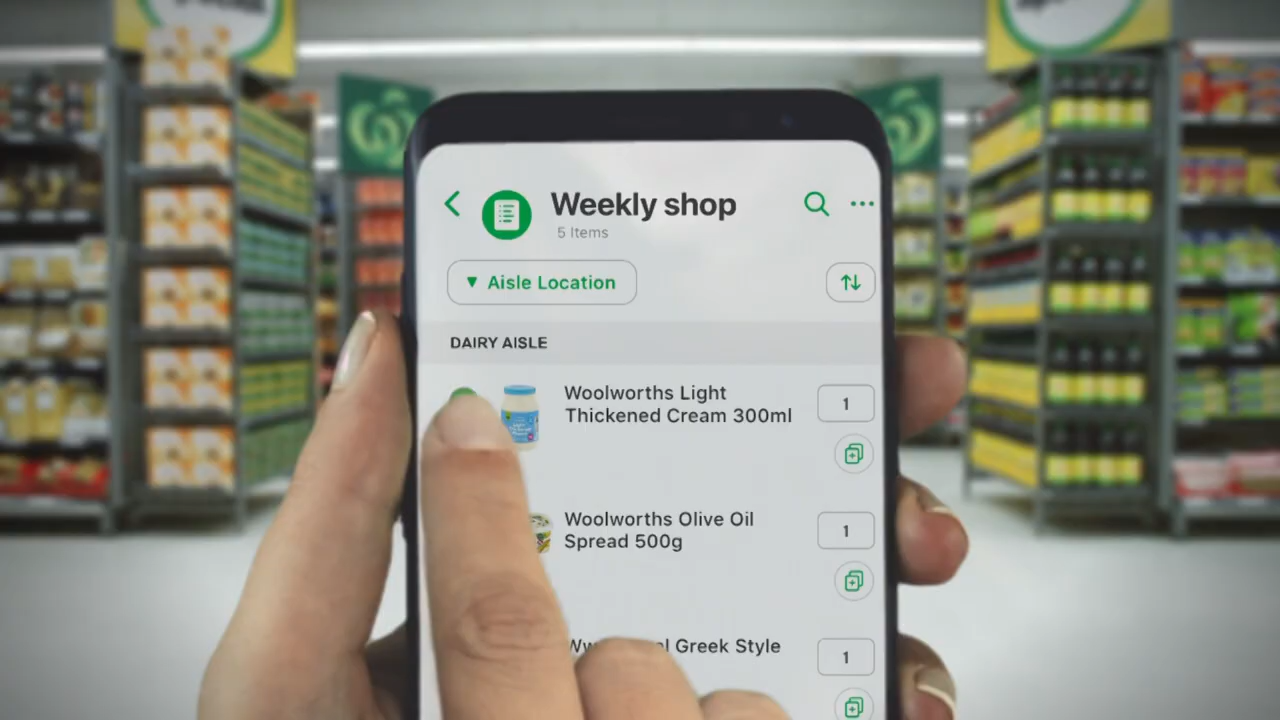 Weekly shop
5 Items
▼ Aisle Location
DAIRY AISLE
Woolworths Light
Thickened Cream 300ml
1
Woolworths Olive Oil
Spread 500g
1
Greek Style
1